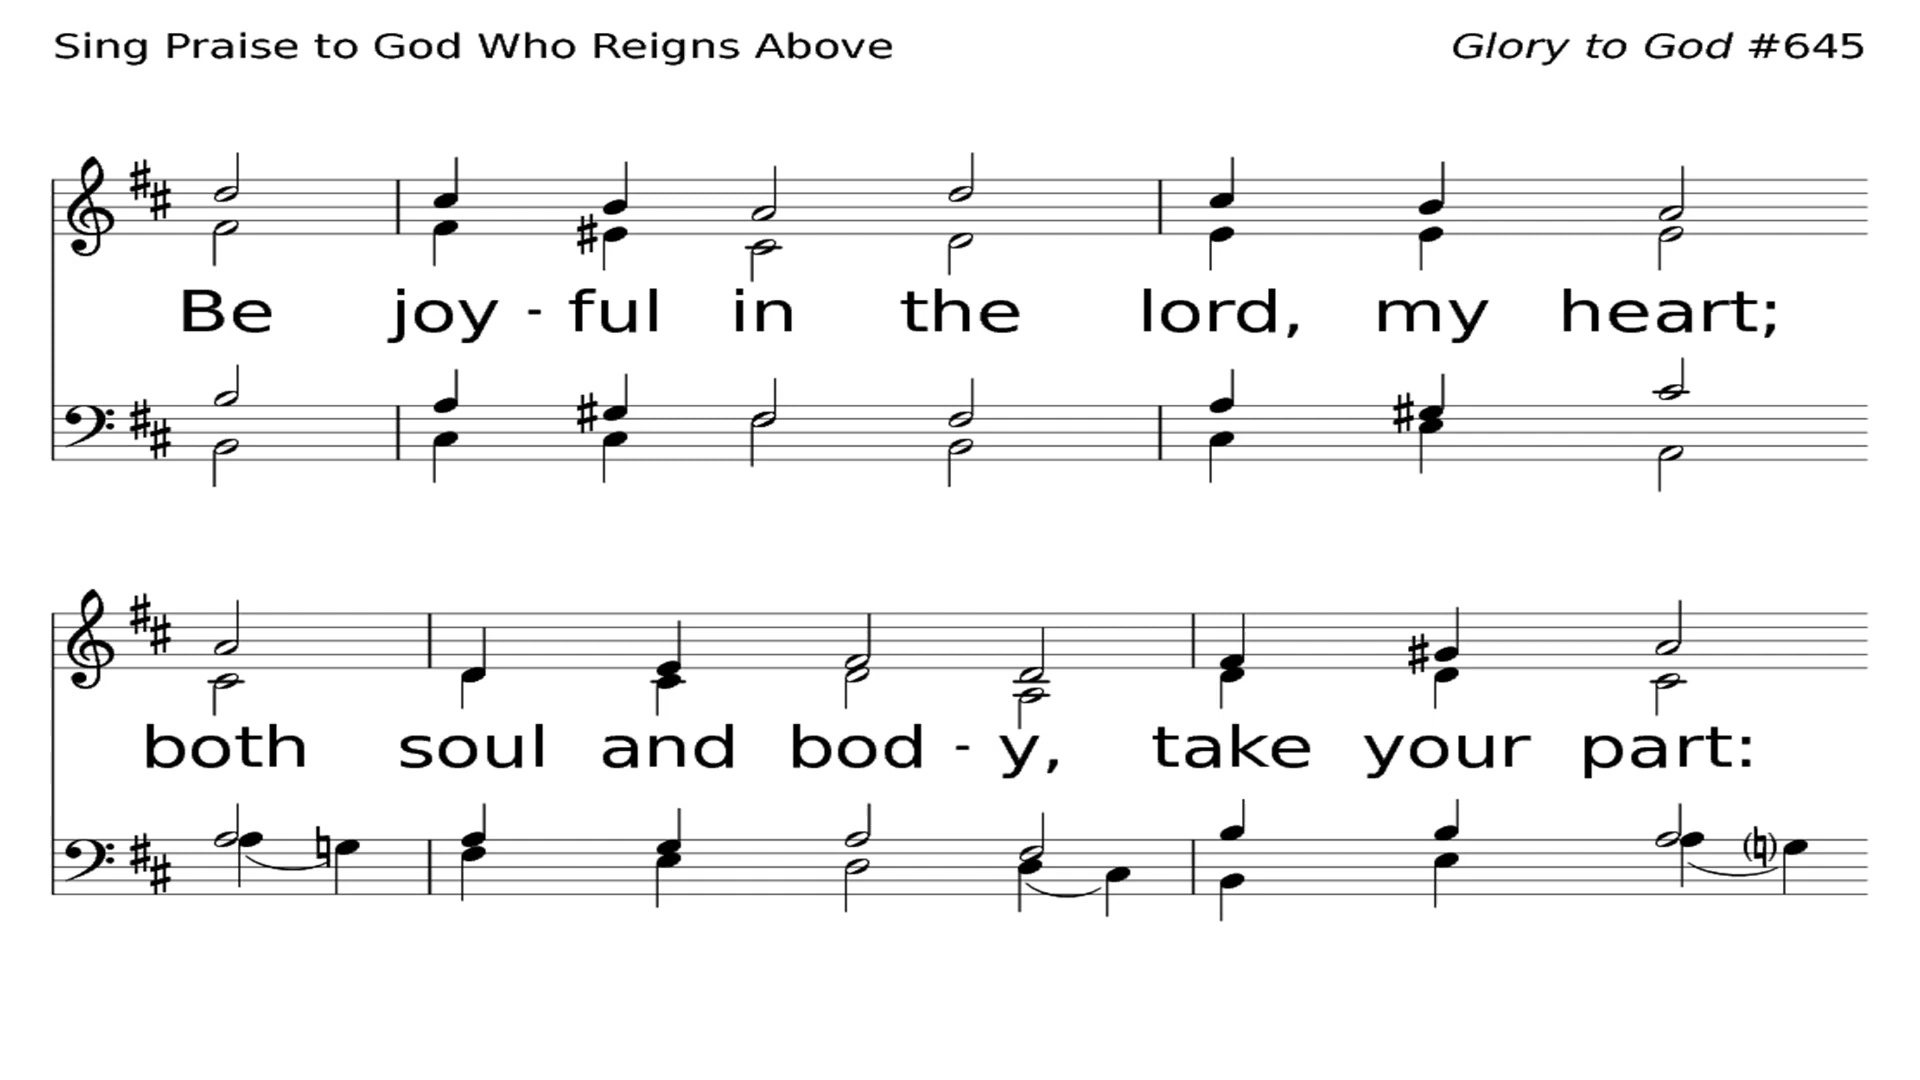 Sing Praise to God Who Reigns Above
Glory to God #645
Be joy - ful in the lord, my heart;
both soul and bod - y, take your part: